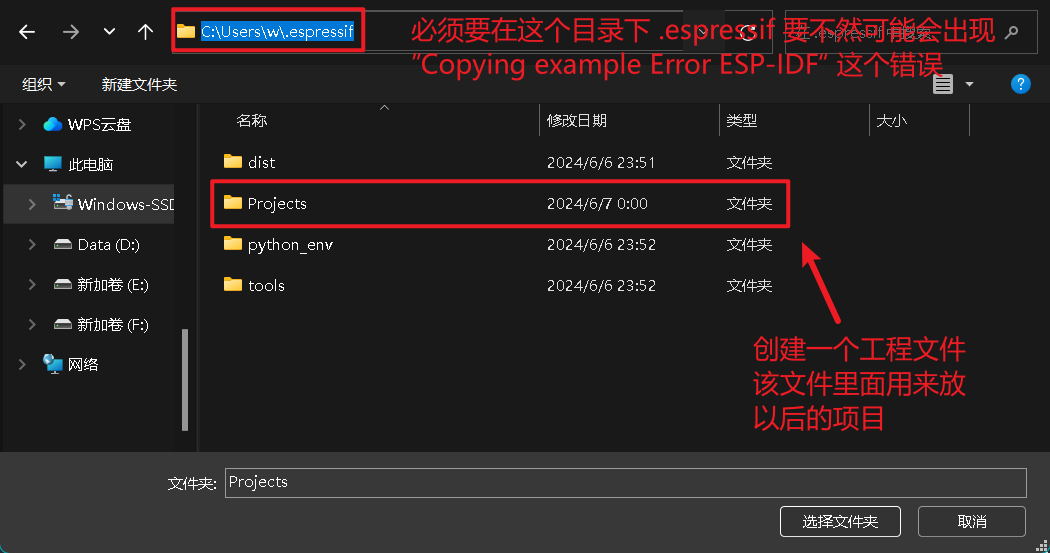 C:\Users\w\.espressif
必须要在这个目录下 .espressif 要不然可能会出现
“Copying example Error ESP-IDF” 这个错误
组织
新建文件夹
名称
修改日期
类型
大小
WPS云盘
此电脑
Windows-SSD
Data (D:)
新加卷 (E:)
新加卷 (F:)
网络
dist
2024/6/6 23:51
文件夹
Projects
2024/6/7 0:00
文件夹
python_env
2024/6/6 23:52
文件夹
tools
2024/6/6 23:52
文件夹
创建一个工程文件
该文件里面用来放
以后的项目
文件夹:
Projects
选择文件夹
取消